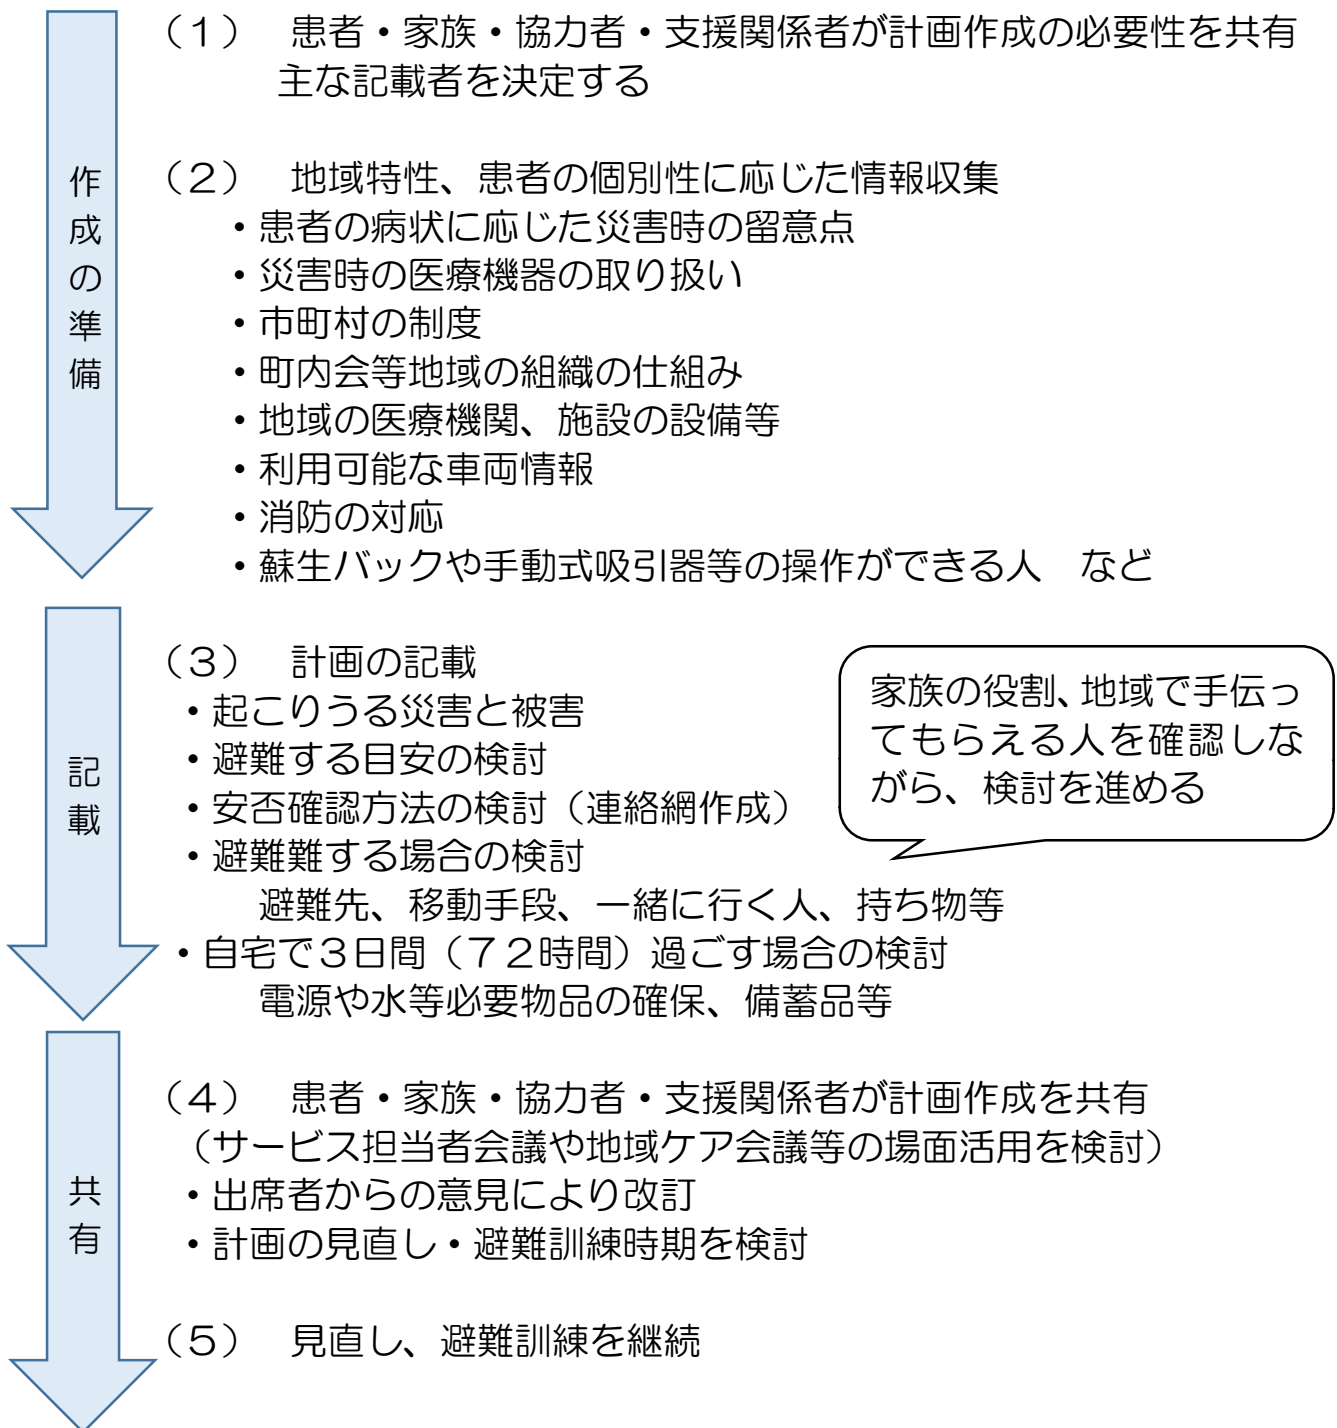 作成の準備
（１）　患者・家族・協力者・支援関係者が計画作成の必要性を共有
主な記載者を決定する
（２）　地域特性、患者の個別性に応じた情報収集
・患者の病状に応じた災害時の留意点
・災害時の医療機器の取り扱い
・市町村の制度
・町内会等地域の組織の仕組み
・地域の医療機関、施設の設備等
・利用可能な車両情報
・消防の対応
・蘇生バックや手動式吸引器等の操作ができる人　など
記載
（３）　計画の記載
・起こりうる災害と被害
・避難する目安の検討
・安否確認方法の検討（連絡網作成）
・避難難する場合の検討
避難先、移動手段、一緒に行く人、持ち物等
・自宅で３日間（７２時間）過ごす場合の検討
電源や水等必要物品の確保、備蓄品等
家族の役割、地域で手伝っ
てもらえる人を確認しな
がら、検討を進める
共有
（４）　患者・家族・協力者・支援関係者が計画作成を共有
（サービス担当者会議や地域ケア会議等の場面活用を検討）
・出席者からの意見により改訂
・計画の見直し・避難訓練時期を検討
（５）　見直し、避難訓練を継続